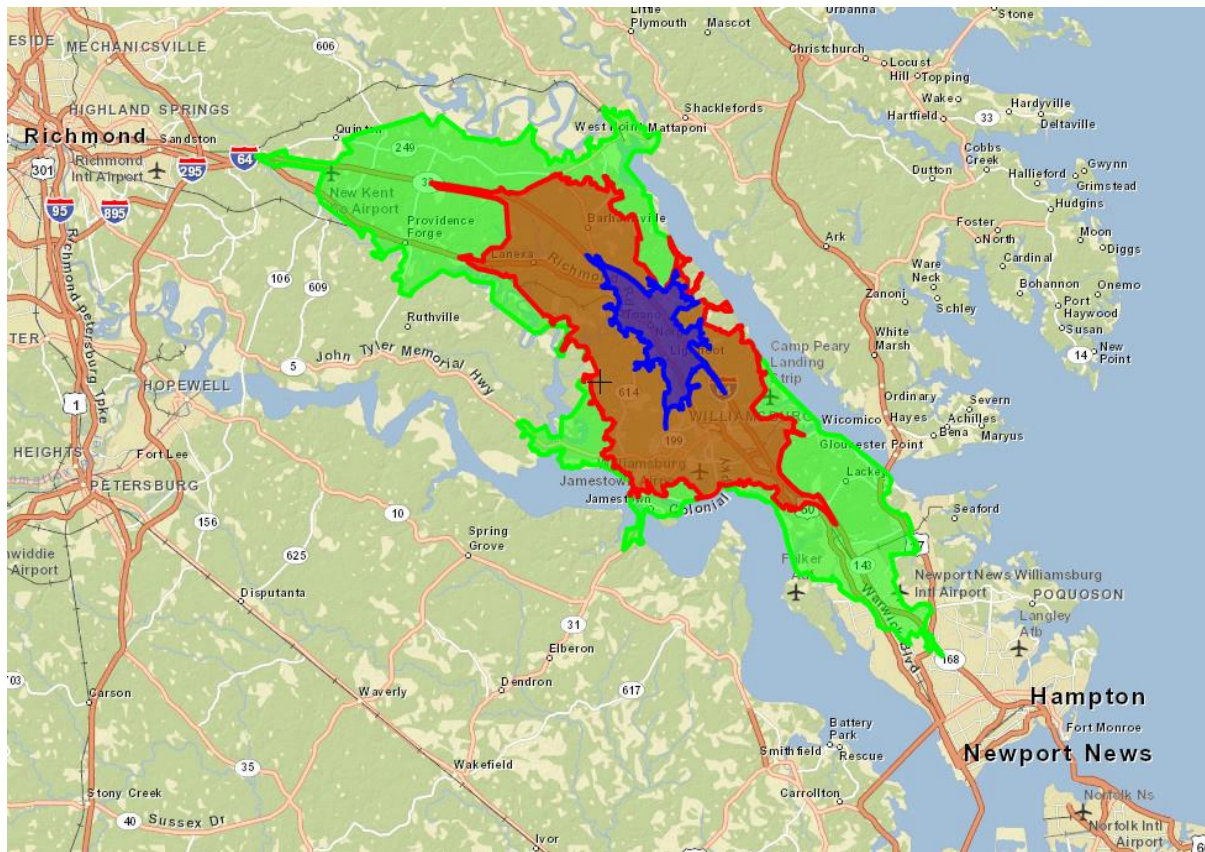 Little
Plymouth
Mascot
Urbanna
Stone
Christchurch
Locust
Hill
Topping
Wake
Hartfield
33
Hardyville
Deltaville
606
MECHANICSVILLE
HIGHLAND SPRINGS
Richmond
Sandston
Quinton
Richmond
Intl Airport
301
295
64
95
895
249
33
New Kent
Airport
Providence
Forge
West Point
Mattaponi
Shacklefords
Cobbs
Creek
Gwynn
Hallieford
Grimstead
Hudgins
Dutton
Foster
North
Moon
Diggs
Cardinal
Ark
Ware
Neck
Bohannon
Onemo
Port
Haywood
Zanoni
Schley
Susan
New
Point
14
White
Marsh
Lanexa
106
609
Ruthville
5
John Tyler Memorial Hwy
Richmond Petersburg Tpke
HOPEWELL
1
Fort Lee
PETERSBURG
HEIGHTS
Camp Peary
Landing
Strip
614
WILLIAMSBURG
199
Williamsburg
Jamestown
Jamestown
Colonial
Wicomico
Ordinary
Hayes
Severn
Achilles
Bena
Maryus
Gloucester Point
Lackey
60
Seaford
156
10
Spring
Grove
625
Airport
Disputanta
Felker
143
Newport News Williamsburg
Intl Airport
POQUOSON
Langley
Afb
Warwick Blvd
168
31
Elberon
Dendron
617
Waverly
Carson
Hampton
Fort Monroe
Newport News
Battery
Park
Rescue
Smithfield
Carrollton
Wakefield
35
Stony Creek
40
Sussex Dr
Ivor
Norfolk Ns
Norfolk Intl
Airport